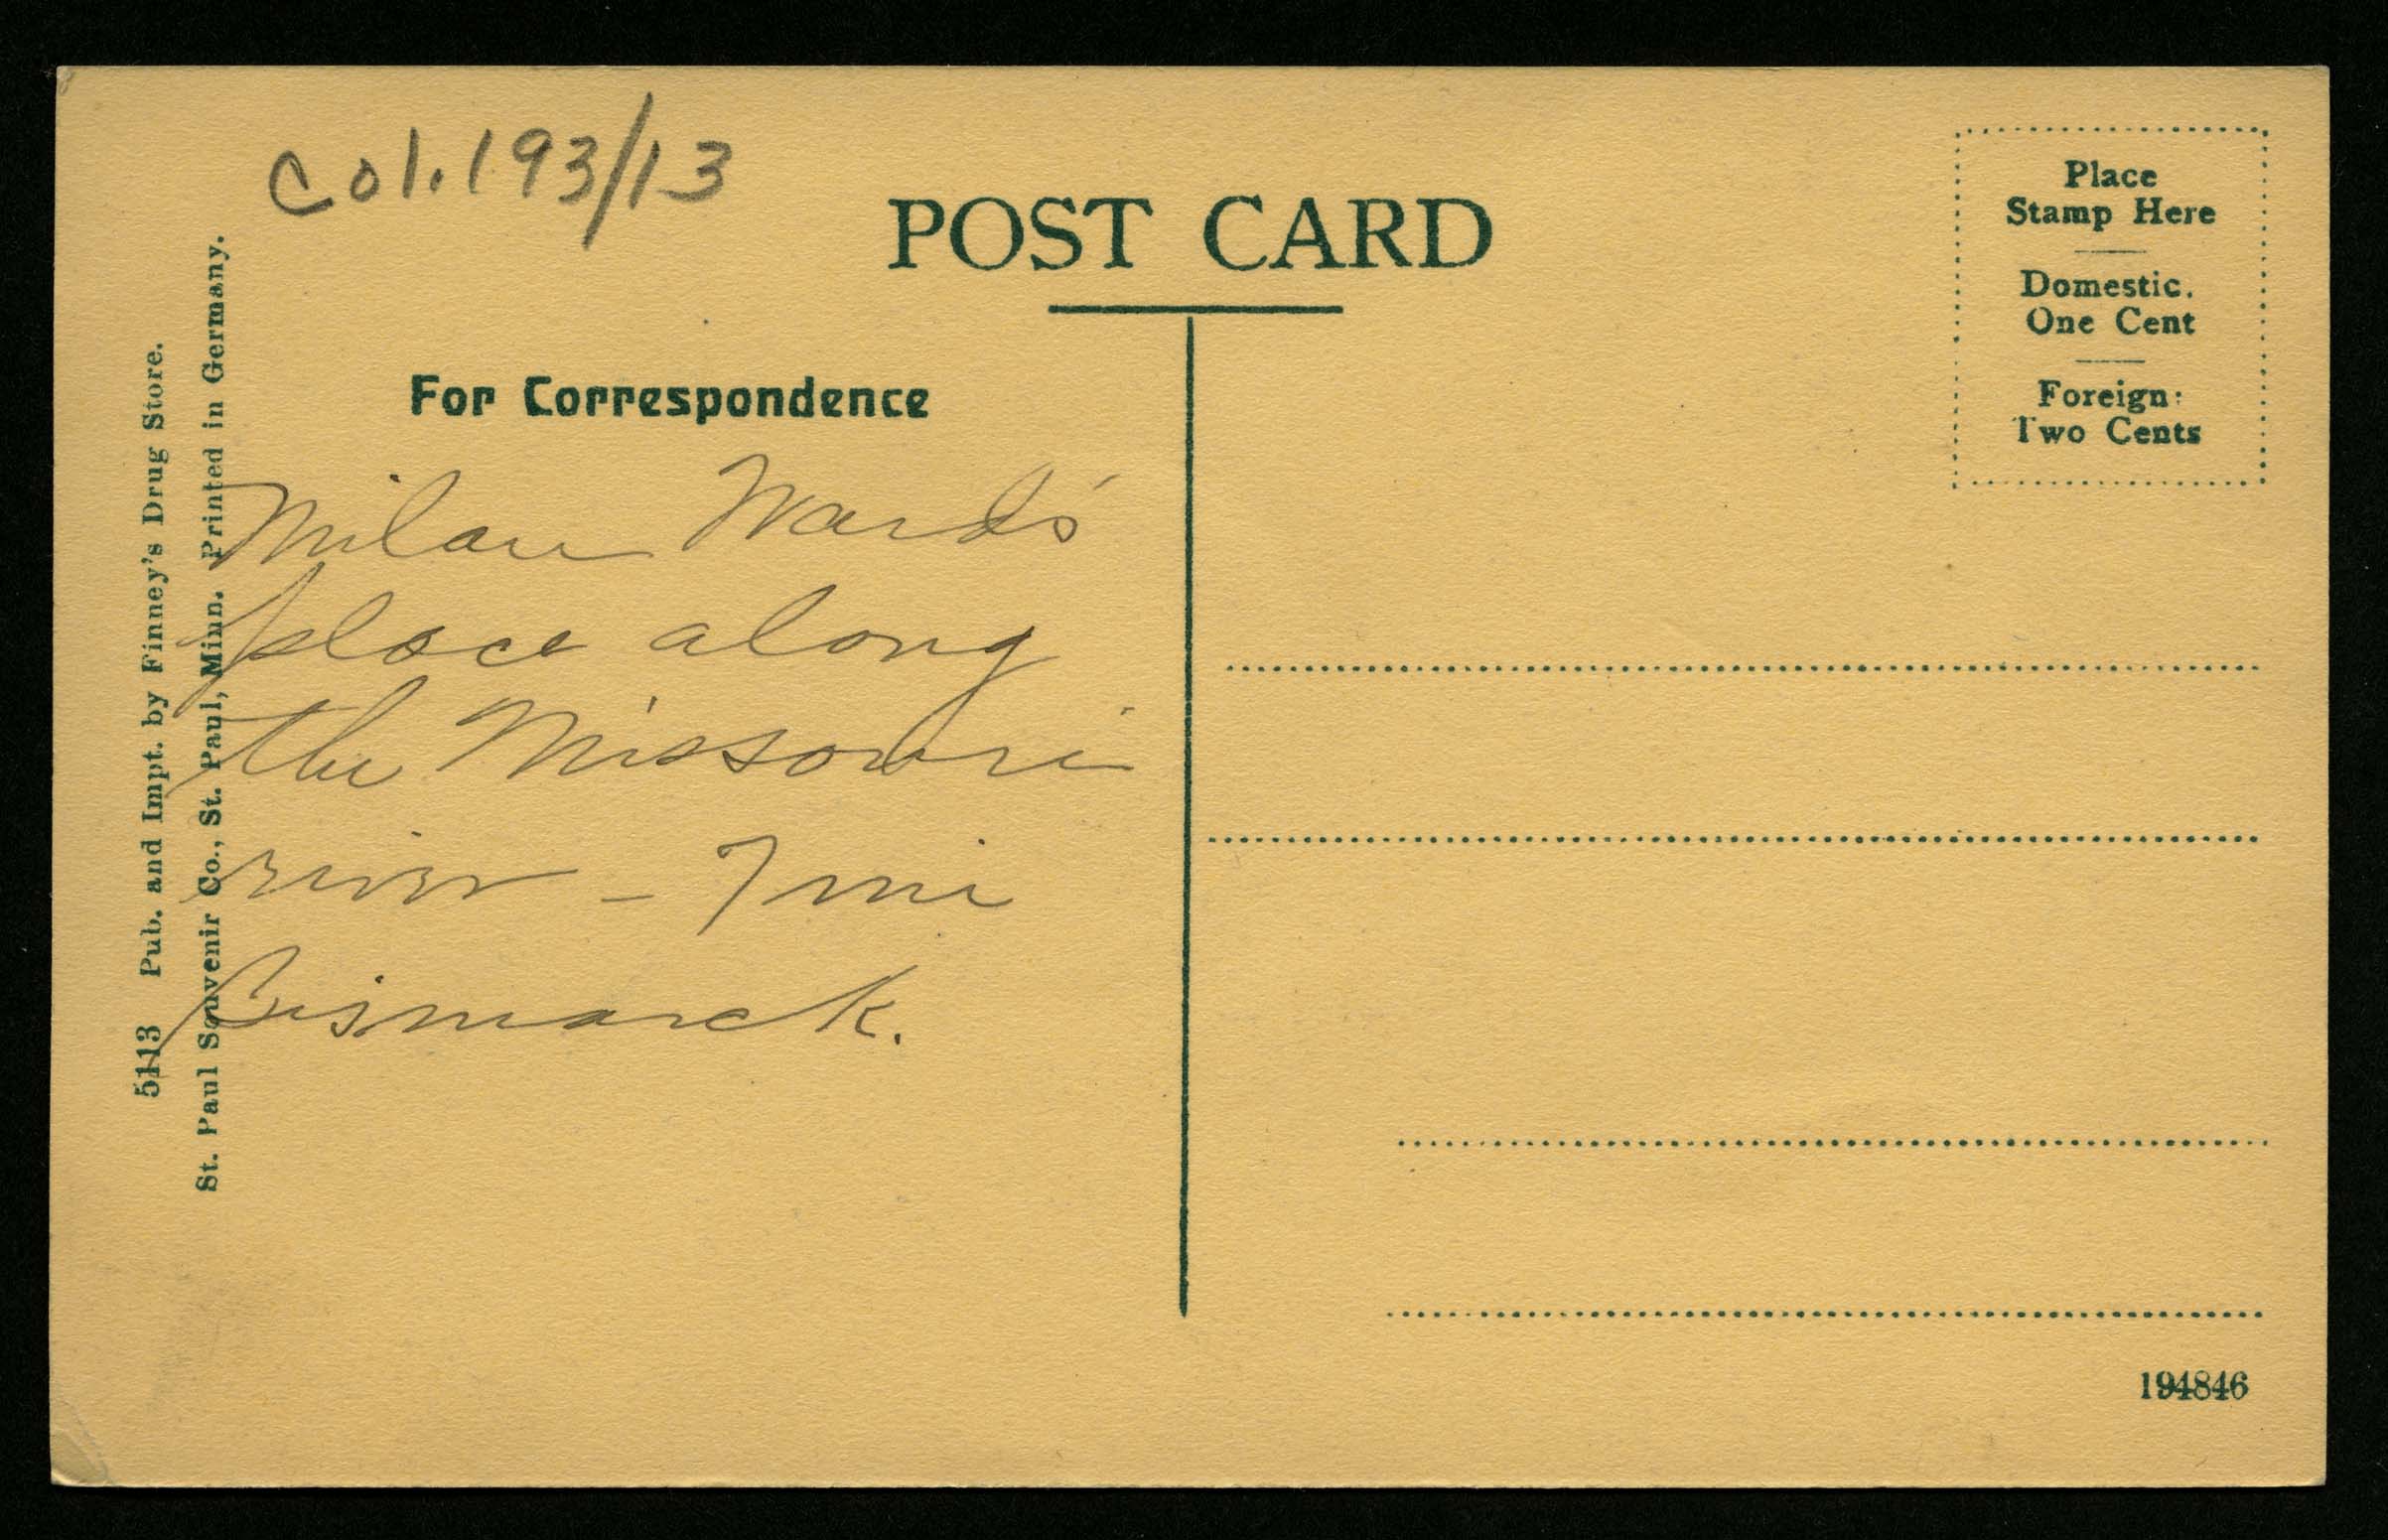 Col. 193/13
POST CARD
Place
Stamp Here
Domestic.
One Cent
Foreign:
Two Cents
For Correspondence
Milan Ward's
place along
the Missouri
river -
Bismarck.
5113 Pub. and Impt. by Finney's Drug Store.
St. Paul Souvenir Co., St. Paul, Minn. Printed in Germany.
194846